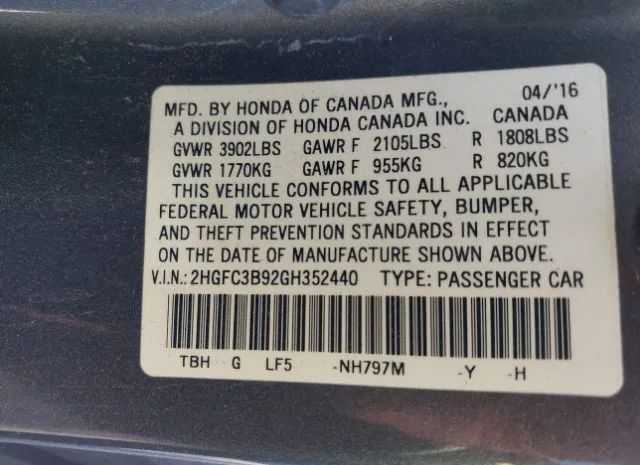 MFD. BY HONDA OF CANADA MFG., 04/'16
A DIVISION OF HONDA CANADA INC. CANADA
GVWR 3902LBS GAWR F 2105LBS R 1808LBS
GVWR 1770KG GAWR F 955KG R 820KG
THIS VEHICLE CONFORMS TO ALL APPLICABLE
FEDERAL MOTOR VEHICLE SAFETY, BUMPER,
AND THEFT PREVENTION STANDARDS IN EFFECT
ON THE DATE OF MANUFACTURE SHOWN ABOVE.
V.I.N.: 2HGFC3B92GH352440 TYPE: PASSENGER CAR
TBH G LF5 -NH797M -Y -H